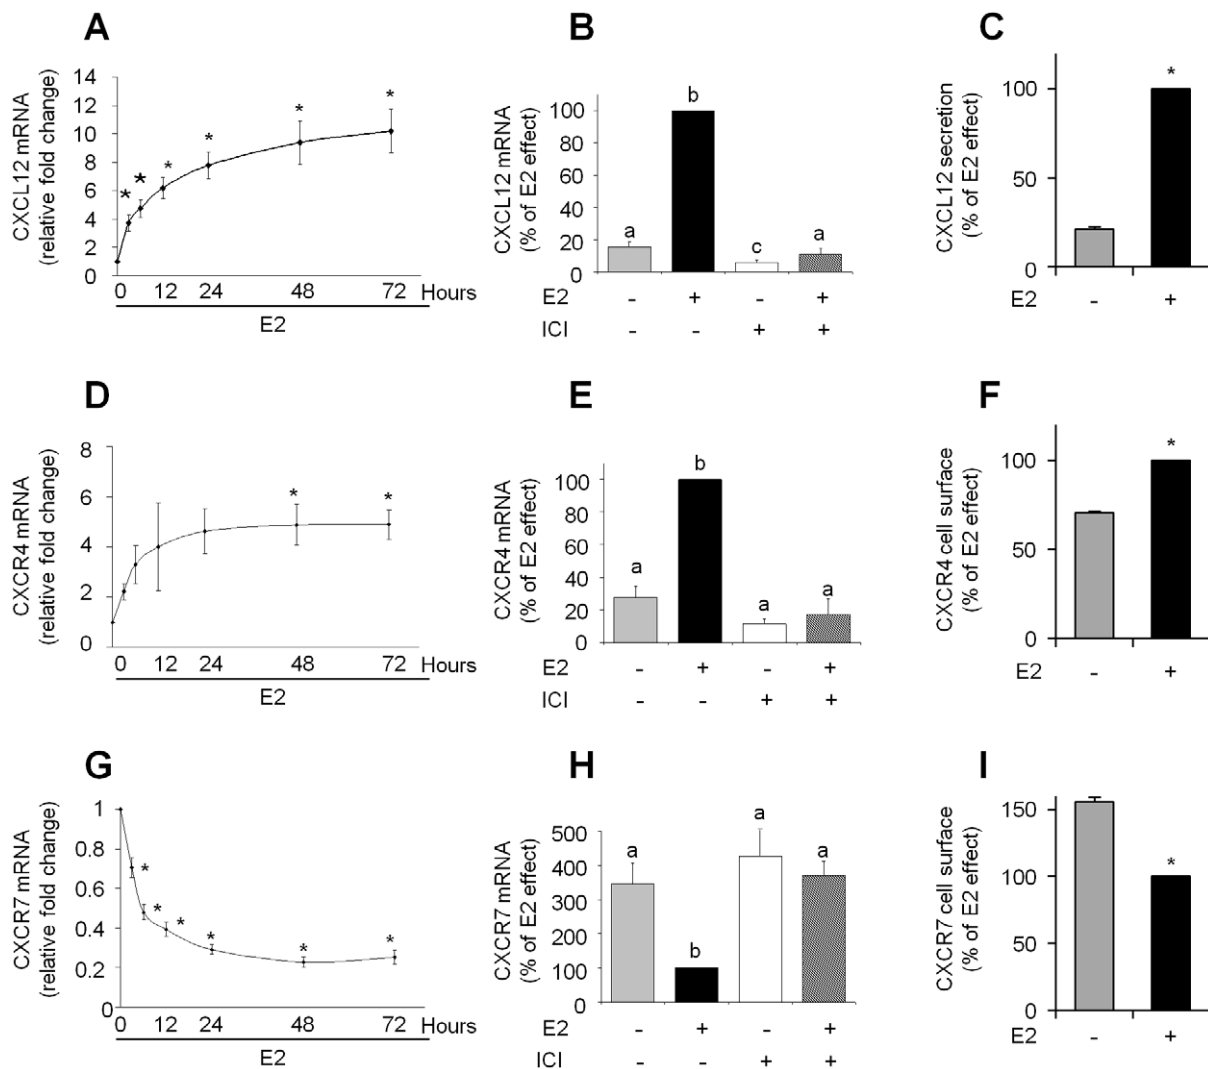 A
CXCL12 mRNA
(relative fold change)
14
12
10
8
6
4
2
0
* * * * * *
0 12 24 48 72 Hours
E2
B
CXCL12 mRNA
(% of E2 effect)
100
80
60
40
20
0
a b c a
E2 - + - +
ICI - - + +
C
CXCL12 secretion
(% of E2 effect)
100
50
0
*
E2 - +
D
CXCR4 mRNA
(relative fold change)
8
6
4
2
0
* *
0 12 24 48 72 Hours
E2
E
CXCR4 mRNA
(% of E2 effect)
100
80
60
40
20
0
a b a a
E2 - + - +
ICI - - + +
F
CXCR4 cell surface
(% of E2 effect)
100
50
0
*
E2 - +
G
CXCR7 mRNA
(relative fold change)
1
0.8
0.6
0.4
0.2
0
* * * * * *
0 12 24 48 72 Hours
E2
H
CXCR7 mRNA
(% of E2 effect)
500
400
300
200
100
0
a b a a
E2 - + - +
ICI - - + +
I
CXCR7 cell surface
(% of E2 effect)
150
100
50
0
*
E2 - +